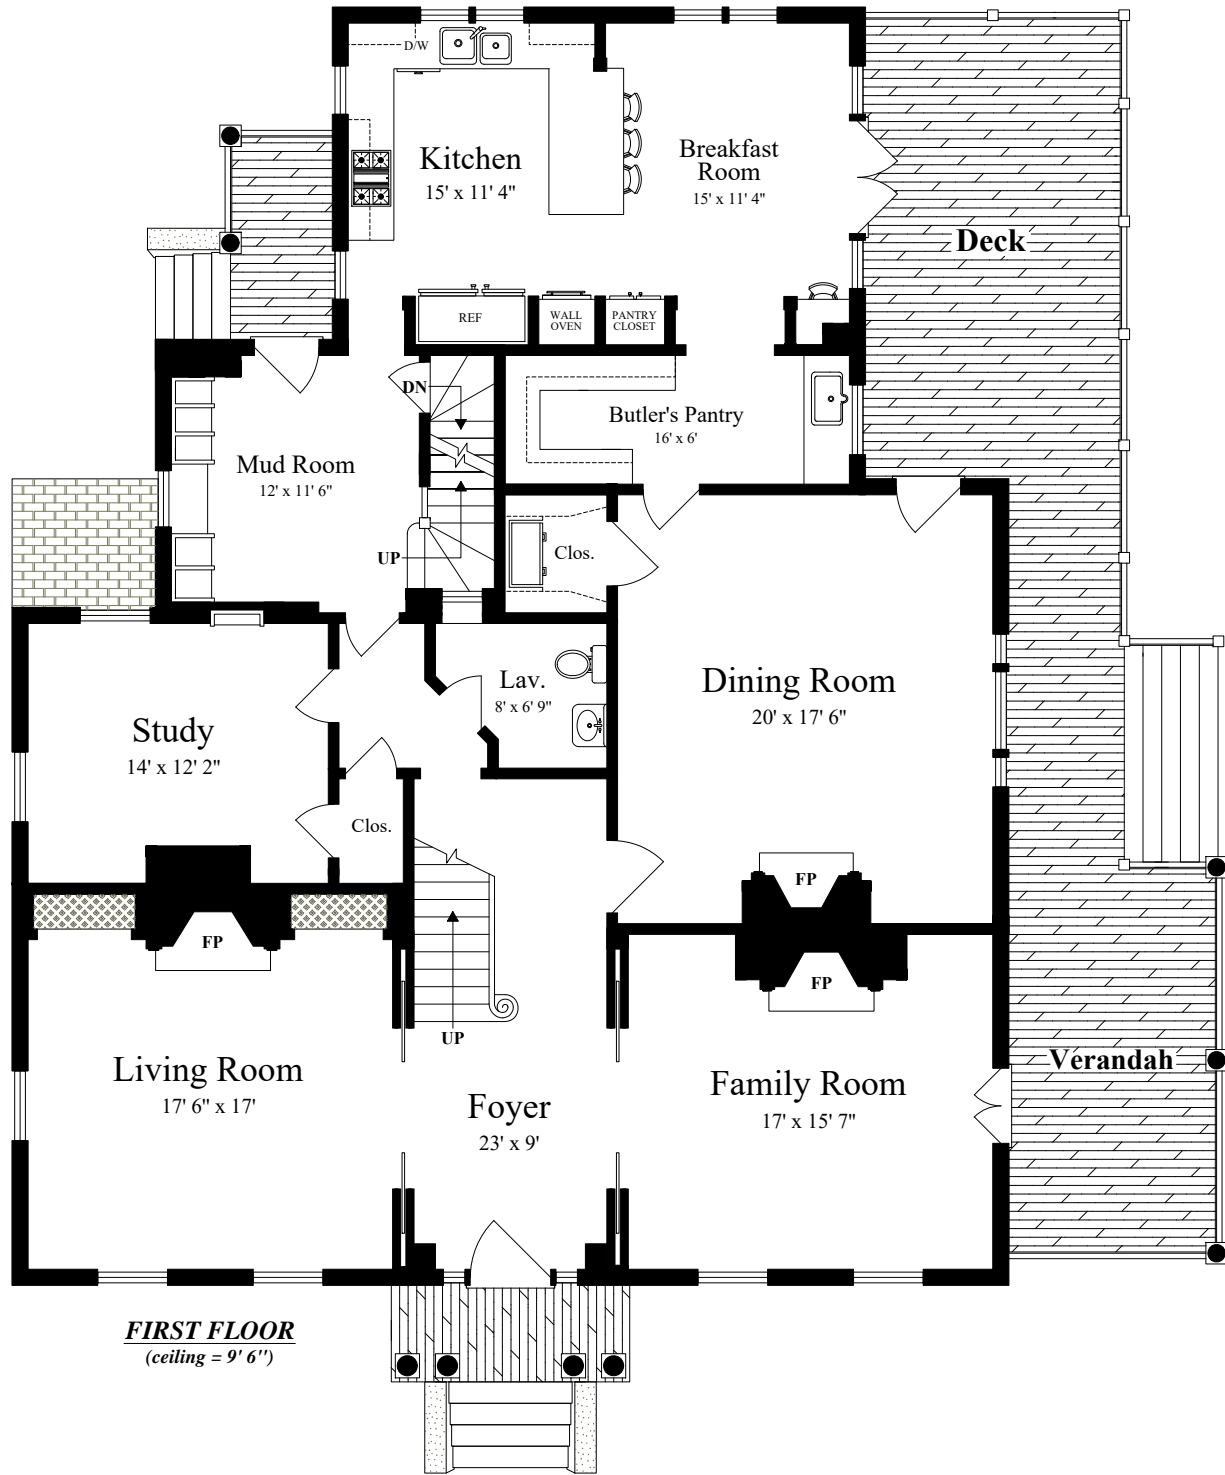 D/W
Kitchen
15' x 11' 4"
Breakfast
Room
15' x 11' 4"
Deck
REF
WALL
OVEN
PANTRY
CLOSET
DN
Butler's Pantry
16' x 6'
Mud Room
12' x 11' 6"
UP
Clos.
Lav.
8' x 6' 9"
Dining Room
20' x 17' 6"
Study
14' x 12' 2"
Clos.
FP
FP
FP
UP
Living Room
17' 6" x 17'
Foyer
23' x 9'
Family Room
17' x 15' 7"
Verandah
FIRST FLOOR
(ceiling = 9' 6")